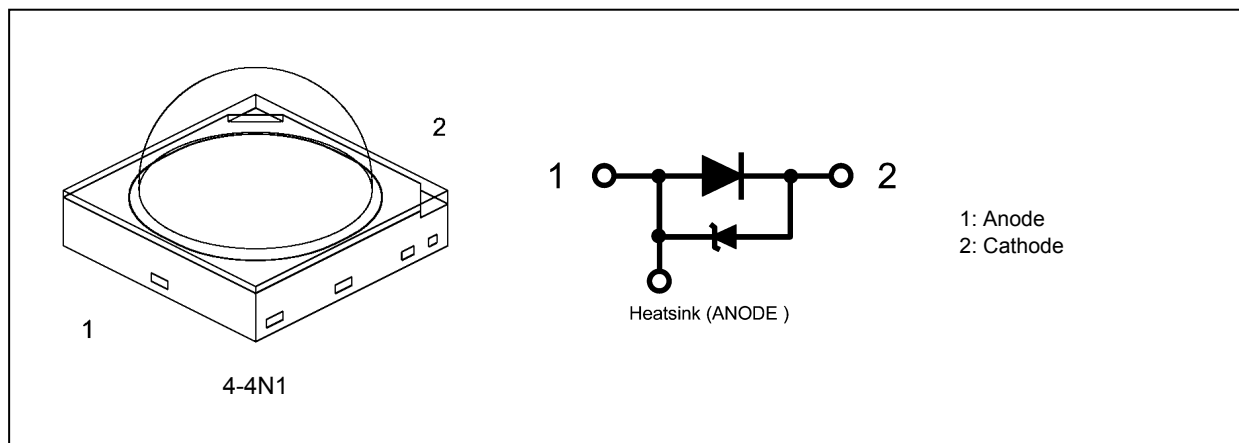 2
1
4-4N1
1
2
Heatsink (ANODE )
1: Anode
2: Cathode